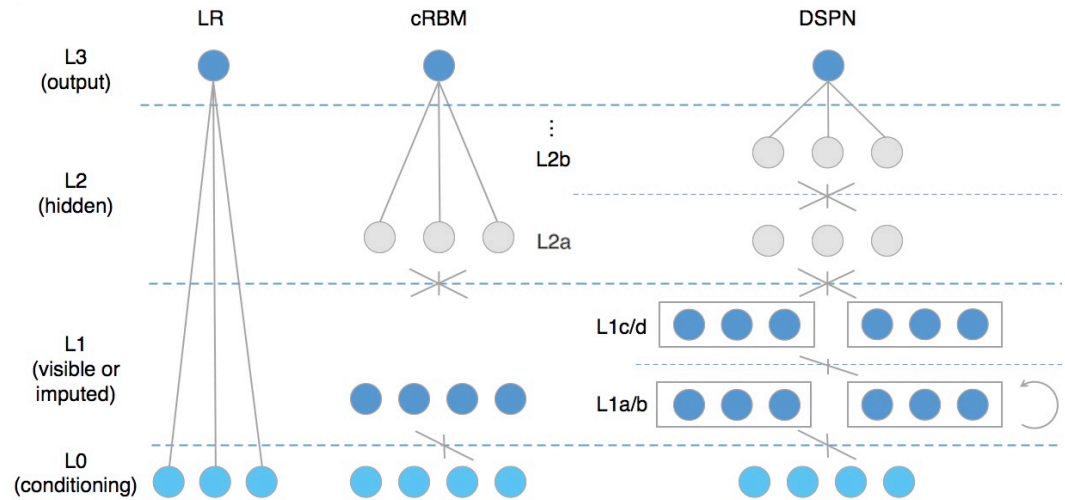 LR
cRBM
DSPN
L3
(output)
⋮
L2b
L2
(hidden)
L2a
L1c/d
L1
(visible or
imputed)
L1a/b
L0
(conditioning)